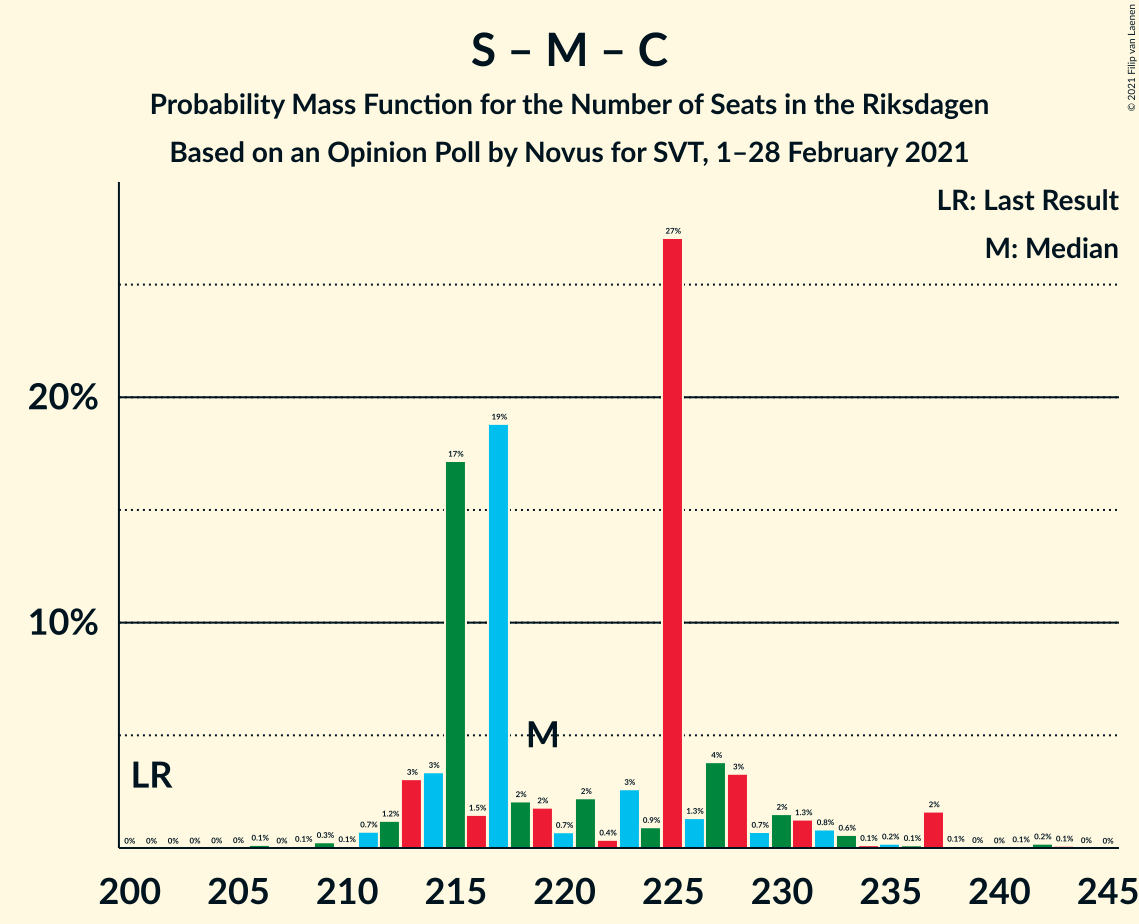 S – M – C
Probability Mass Function for the Number of Seats in the Riksdagen
Based on an Opinion Poll by Novus for SVT, 1–28 February 2021
© 2021 Filip van Laenen
LR: Last Result
M: Median
20%
10%
LR
M
0% 0% 0% 0% 0% 0% 0.1% 0% 0.1% 0.3% 0.1% 0.7% 1.2% 3% 3% 17% 1.5% 19% 2% 2% 0.7% 2% 0.4% 3% 0.9% 27% 1.3% 4% 3% 0.7% 2% 1.3% 0.8% 0.6% 0.1% 0.2% 0.1% 2% 0.1% 0% 0% 0.1% 0.2% 0.1% 0% 0%
200 205 210 215 220 225 230 235 240 245